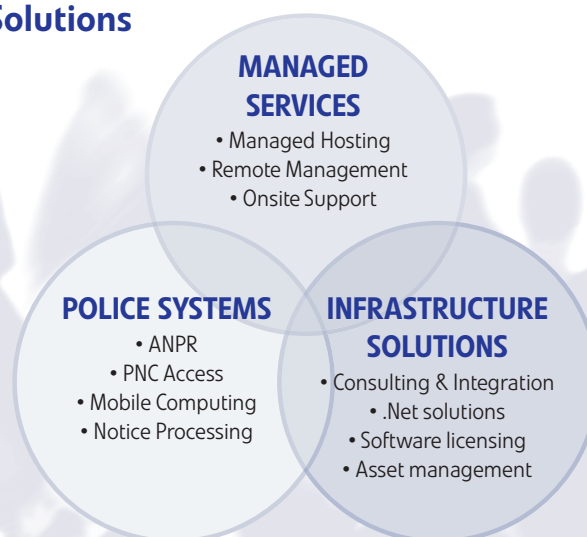 Solutions
MANAGED
SERVICES
• Managed Hosting
• Remote Management
• Onsite Support
POLICE SYSTEMS
• ANPR
• PNC Access
• Mobile Computing
• Notice Processing
INFRASTRUCTURE
SOLUTIONS
• Consulting & Integration
• .Net solutions
• Software licensing
• Asset management